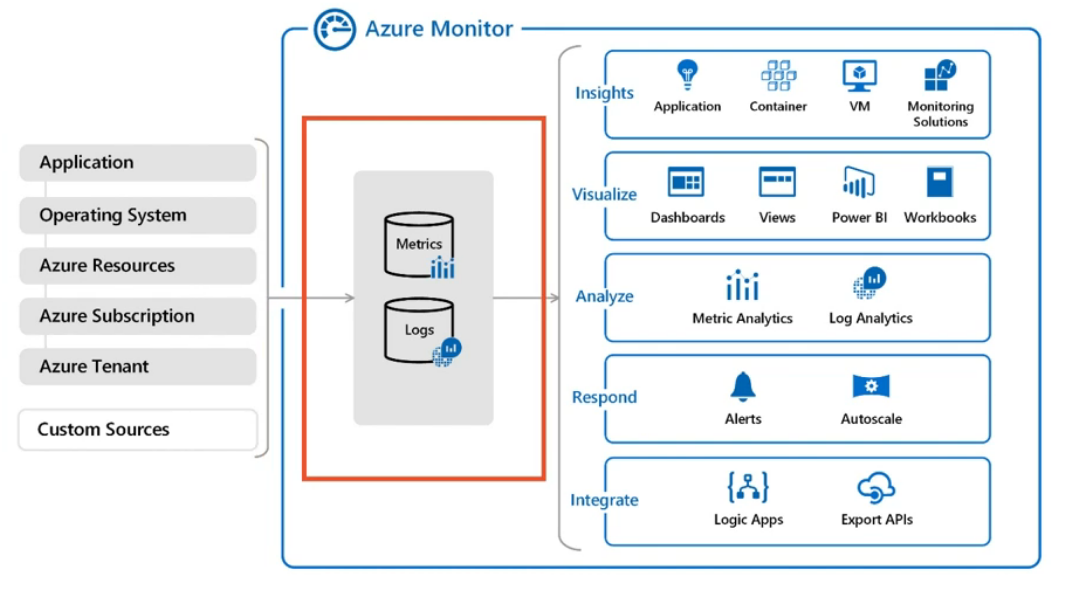 Azure Monitor
Application
Operating System
Azure Resources
Azure Subscription
Azure Tenant
Custom Sources
Metrics
Logs
Insights
Application
Container
VM
Monitoring
Solutions
Visualize
Dashboards
Views
Power BI
Workbooks
Analyze
Metric Analytics
Log Analytics
Respond
Alerts
Autoscale
Integrate
Logic Apps
Export APIs